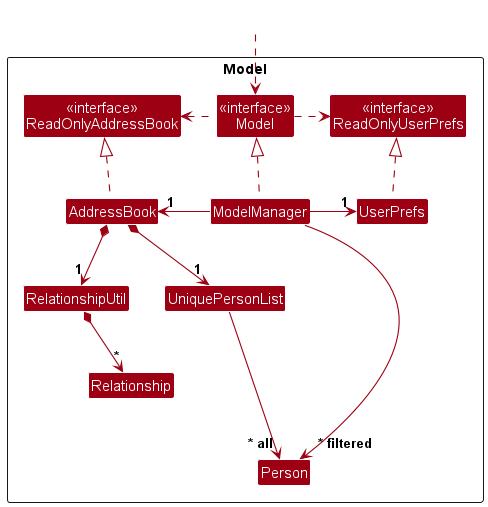 Model
«interface»
ReadOnlyAddressBook
«interface»
Model
«interface»
ReadOnlyUserPrefs
AddressBook
1
ModelManager
1
UserPrefs
1
1
RelationshipUtil
UniquePersonList
*
Relationship
* all
* filtered
Person